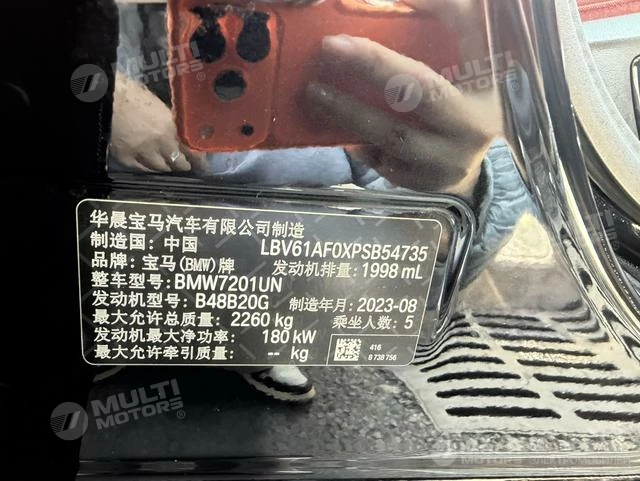 MULTI MOTORS
MULTI MOTORS
华晨宝马汽车有限公司制造
制造国: 中国 LBV61AF0XPSB54735
品牌: 宝马(BMW)牌 发动机排量: 1998 mL
整车型号: BMW7201UN
发动机型号: B48B20G 制造年月: 2023-08
最大允许总质量: 2260 kg 乘坐人数: 5
发动机最大净功率: 180 kW
最大允许牵引质量: -- kg
416
8 738 756
MULTI MOTORS